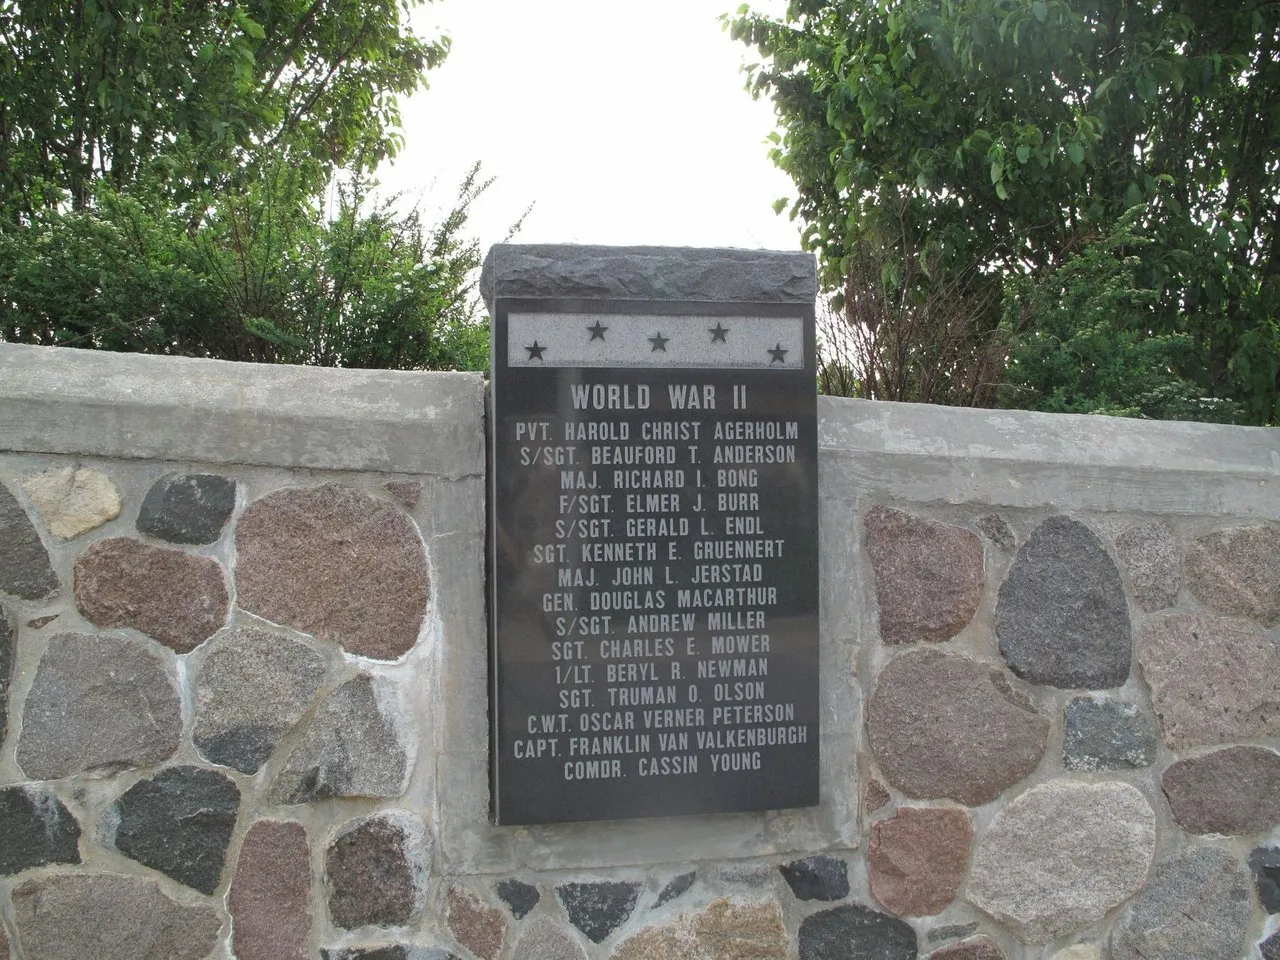 WORLD WAR II
PVT. HAROLD CHRIST AGERHOLM
S/SGT. BEAUFORD T. ANDERSON
MAJ. RICHARD I. BONG
F/SGT. ELMER J. BURR
S/SGT. GERALD L. ENDL
SGT. KENNETH E. GRUENNERT
MAJ. JOHN L. JERSTAD
GEN. DOUGLAS MACARTHUR
S/SGT. ANDREW MILLER
SGT. CHARLES E. MOWER
1/LT. BERYL R. NEWMAN
SGT. TRUMAN O. OLSON
C.W.T. OSCAR VERNER PETERSON
CAPT. FRANKLIN VAN VALKENBURGH
COMDR. CASSIN YOUNG